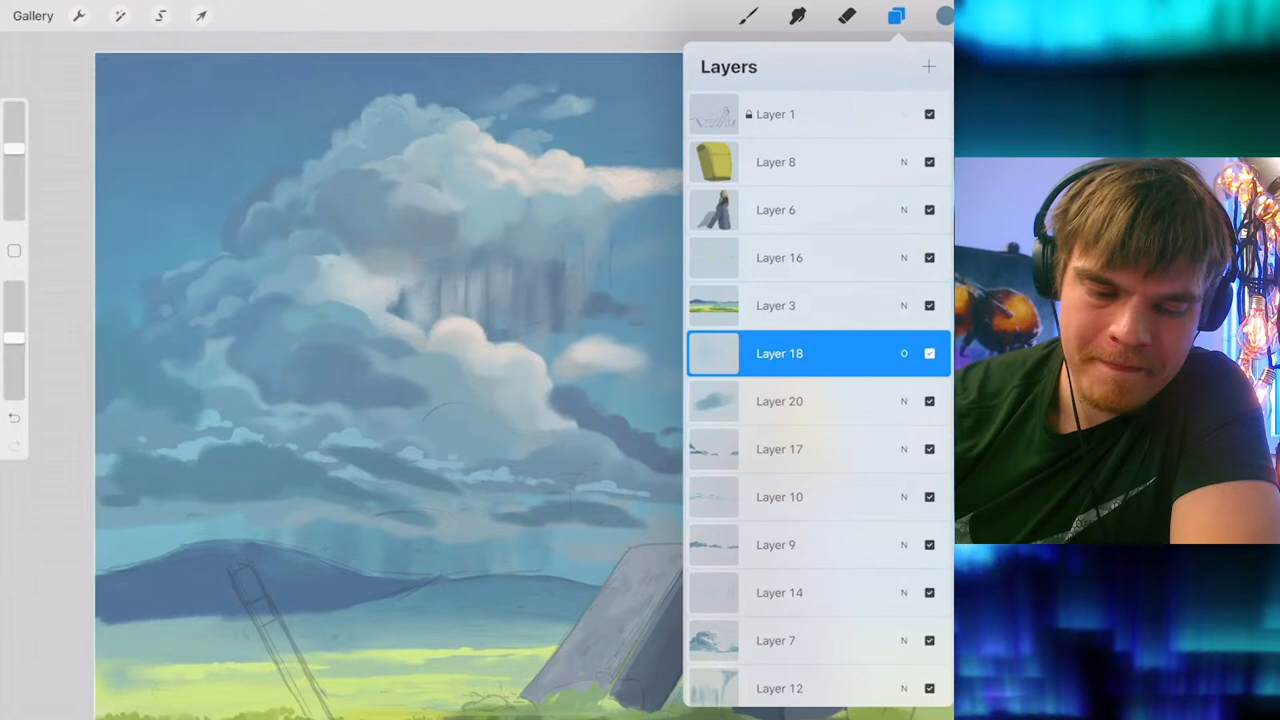 Gallery
Layers
Layer 1
Layer 8 N
Layer 6 N
Layer 16 N
Layer 3 N
Layer 18 O
Layer 20 N
Layer 17 N
Layer 10 N
Layer 9 N
Layer 14 N
Layer 7 N
Layer 12 N